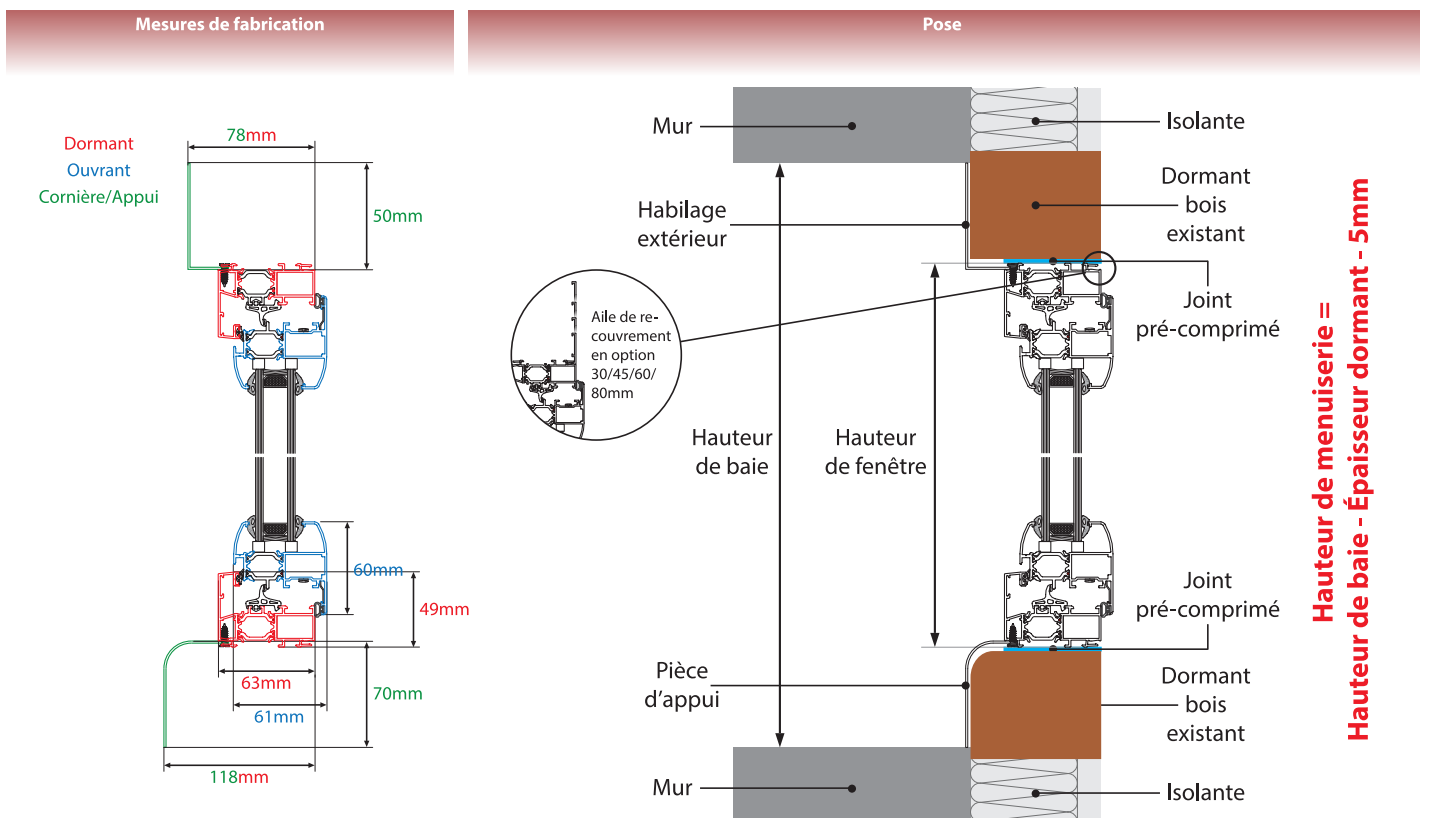 Mesures de fabrication
Pose
Dormant
Ouvrant
Cornière/Appui
78mm
50mm
60mm
49mm
63mm
61mm
70mm
118mm
Mur
Isolante
Habilage
extérieur
Dormant
bois
existant
Aile de re-
couvrement
en option
30/45/60/
80mm
Joint
pré-comprimé
Hauteur
de baie
Hauteur
de fenêtre
Joint
pré-comprimé
Pièce
d'appui
Dormant
bois
existant
Mur
Isolante
Hauteur de menuiserie =
Hauteur de baie - Épaisseur dormant - 5mm